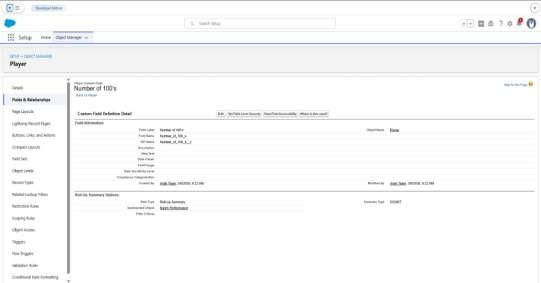 Developer Edition
Search Setup
Setup Home Object Manager
SETUP > OBJECT MANAGER
Player
Details
Fields & Relationships
Page Layouts
Lightning Record Pages
Buttons, Links, and Actions
Compact Layouts
Field Sets
Object Limits
Record Types
Related Lookup Filters
Restriction Rules
Scoping Rules
Object Access
Triggers
Flow Triggers
Validation Rules
Conditional Field Formatting
Player Custom Field
Number of 100's
Back to Player
Help for this Page
Custom Field Definition Detail
Edit Set Field-Level Security View Field Accessibility Where is this used?
Field Information
Field Label Number of 100's Object Name Player
Field Name Number_of_100_s
API Name Number_of_100_s__c
Description
Help Text
Data Owner
Field Usage
Data Sensitivity Level
Compliance Categorization
Created By
Modified By
Roll-Up Summary Options
Data Type Roll-Up Summary Summary Type COUNT
Summarized Object Match Performance
Filter Criteria